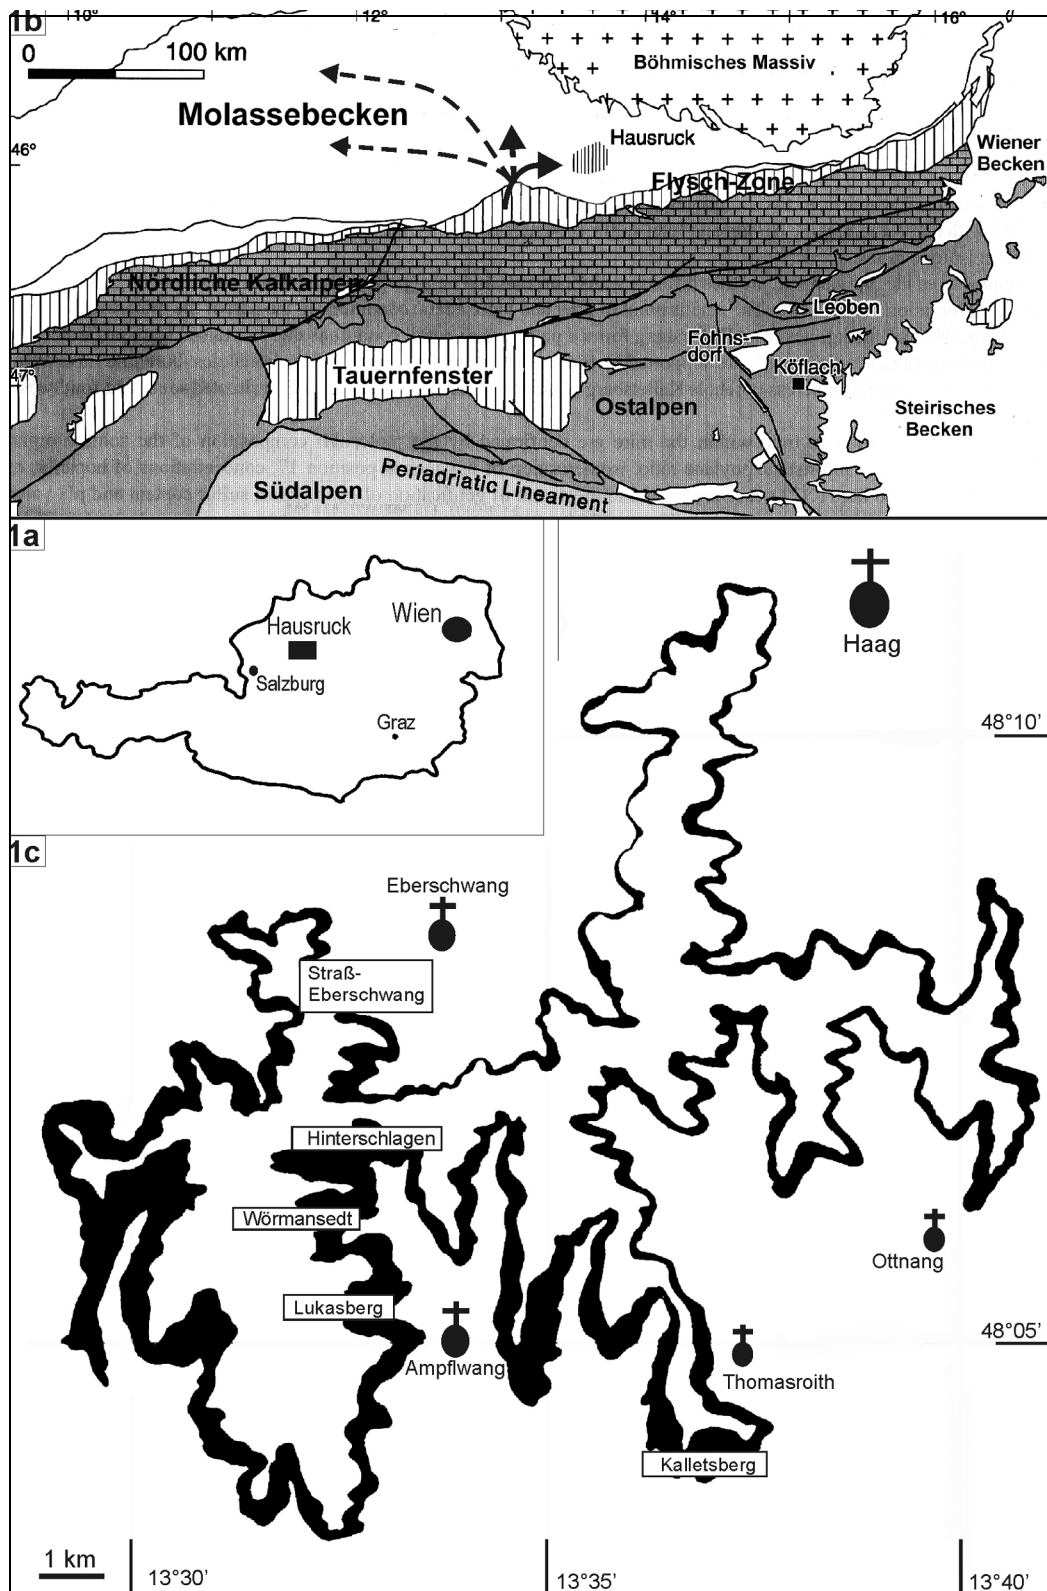 1b
10°
12°
14°
16°
0
100 km
Böhmisches Massiv
Molassebecken
Hausruck
Wiener
Becken
46°
Flysch-Zone
Nördliche Kalkalpen
Leoben
Fohns-
dorf
Köflach
47°
Tauernfenster
Ostalpen
Steirisches
Becken
Periadriatic Lineament
Südalpen
1a
Wien
Hausruck
Salzburg
Graz
Haag
48°10'
1c
Eberschwang
Straß-
Eberschwang
Hinterschlagen
Wörmansedt
Ottnang
Lukasberg
48°05'
Ampflwang
Thomasroith
Kalletsberg
1 km
13°30'
13°35'
13°40'